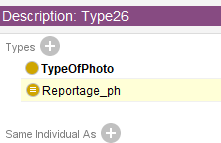 Description: Type26
Types
TypeOfPhoto
Reportage_ph
Same Individual As